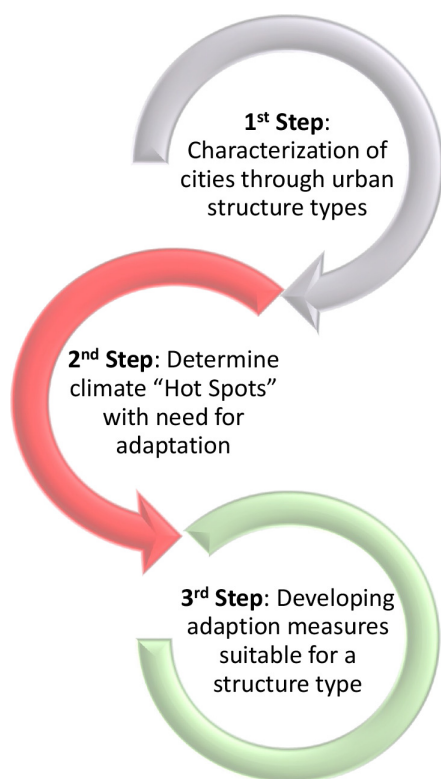 1st Step:
Characterization of
cities through urban
structure types
2nd Step: Determine
climate “Hot Spots”
with need for
adaptation
3rd Step: Developing
adaption measures
suitable for a
structure type